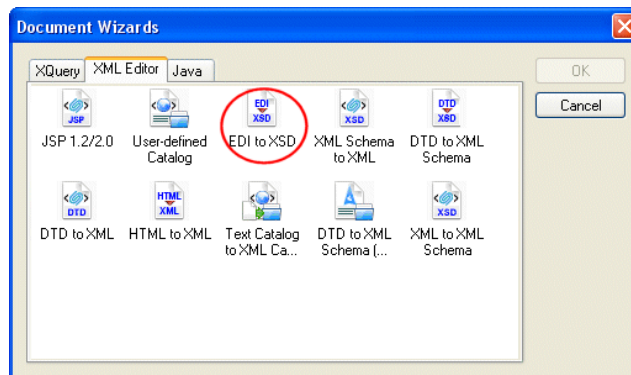 Document Wizards
XQuery
XML Editor
Java
OK
Cancel
JSP
EDI
XSD
XSD
DTD
XSD
JSP 1.2/2.0
User-defined
Catalog
EDI to XSD
XML Schema
to XML
DTD to XML
Schema
DTD
HTML
XML
XSD
DTD to XML
HTML to XML
Text Catalog
to XML Ca...
DTD to XML
Schema (...
XML to XML
Schema